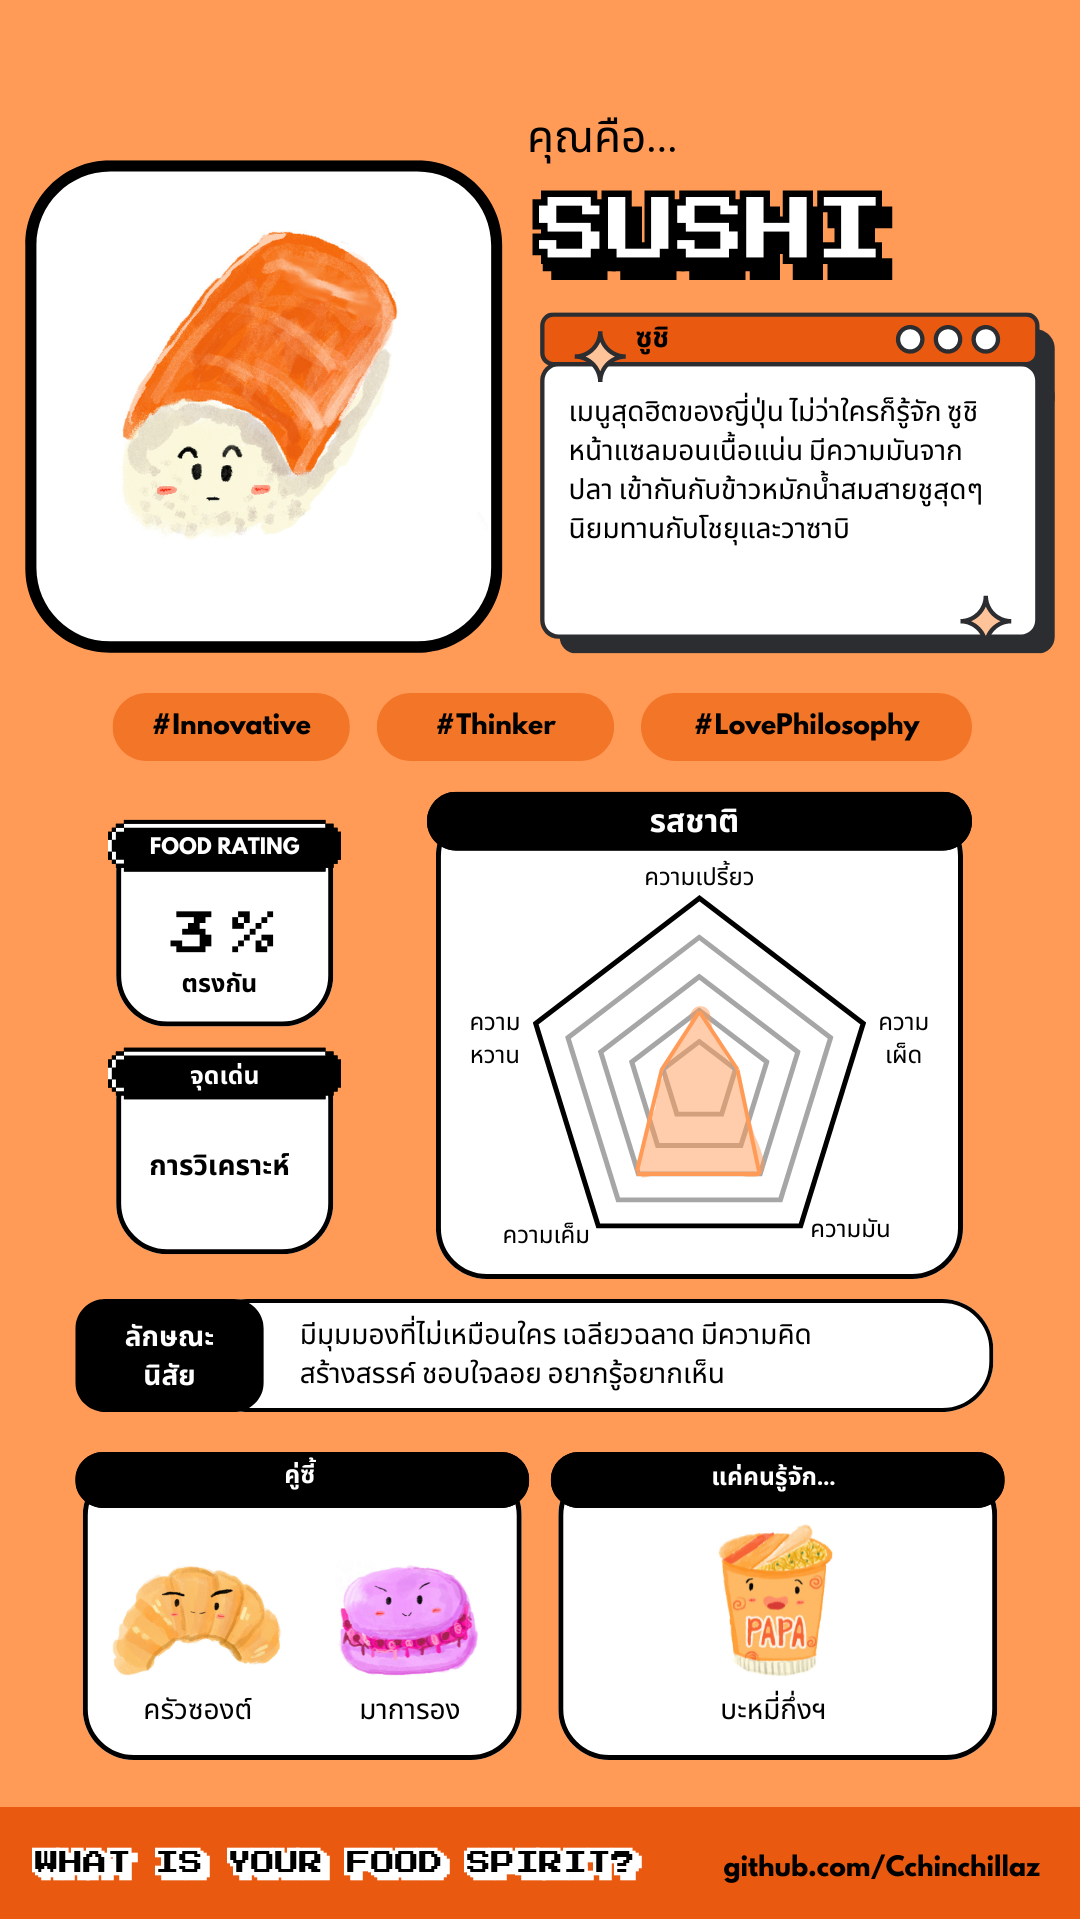 คุณคือ...
SUSHI
ซูชิ
เมนูสุดฮิตของญี่ปุ่น ไม่ว่าใครก็รู้จัก ซูชิ
หน้าแซลมอนเนื้อแน่น มีความมันจาก
ปลา เข้ากันกับข้าวหมักน้ำสมสายชูสุดๆ
นิยมทานกับโชยุและวาซาบิ
#Innovative #Thinker #LovePhilosophy
FOOD RATING
3 %
ตรงกัน
จุดเด่น
การวิเคราะห์
รสชาติ
ความเปรี้ยว
ความ
หวาน
ความ
เผ็ด
ความเค็ม
ความมัน
ลักษณะ
นิสัย
มีมุมมองที่ไม่เหมือนใคร เฉลียวฉลาด มีความคิด
สร้างสรรค์ ชอบใจลอย อยากรู้อยากเห็น
คู่ซี้
ครัวซองต์
มาการอง
แค่คนรู้จัก...
PAPA
บะหมี่กึ่งฯ
WHAT IS YOUR FOOD SPIRIT?
github.com/Cchinchillaz